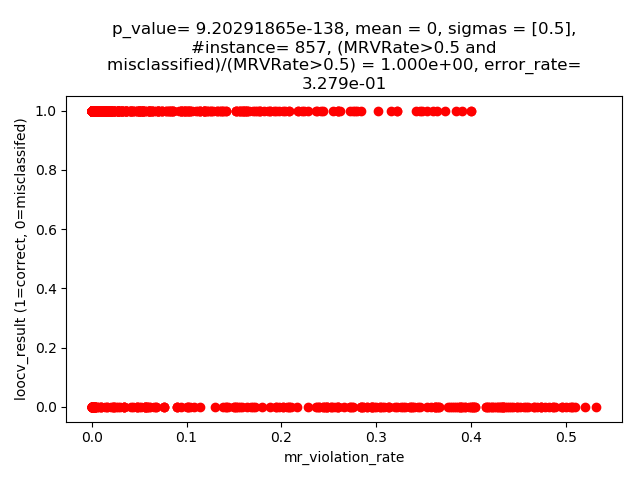 p_value= 9.20291865e-138, mean = 0, sigmas = [0.5],
#instance= 857, (MRVRate>0.5 and
misclassified)/(MRVRate>0.5) = 1.000e+00, error_rate=
3.279e-01
loocv_result (1=correct, 0=misclassifed)
1.0
0.8
0.6
0.4
0.2
0.0
0.0 0.1 0.2 0.3 0.4 0.5
mr_violation_rate